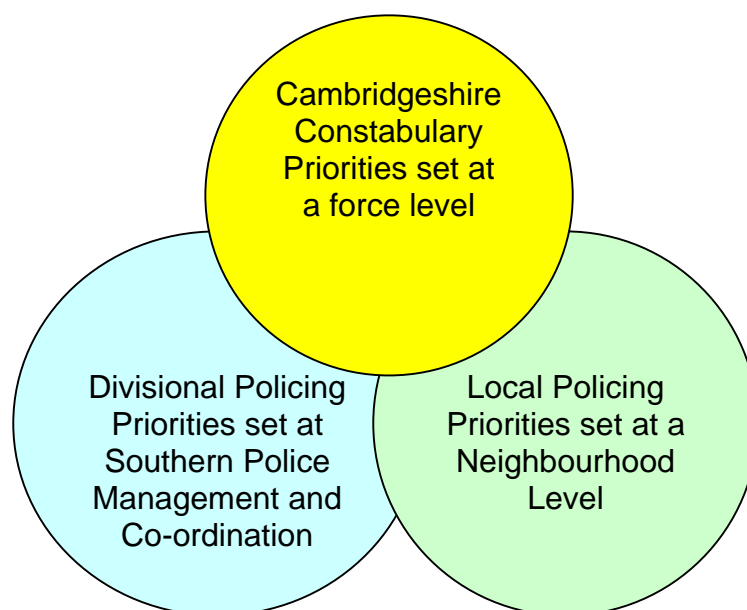 Cambridgeshire
Constabulary
Priorities set at
a force level
Divisional Policing
Priorities set at
Southern Police
Management and
Co-ordination
Local Policing
Priorities set at a
Neighbourhood
Level